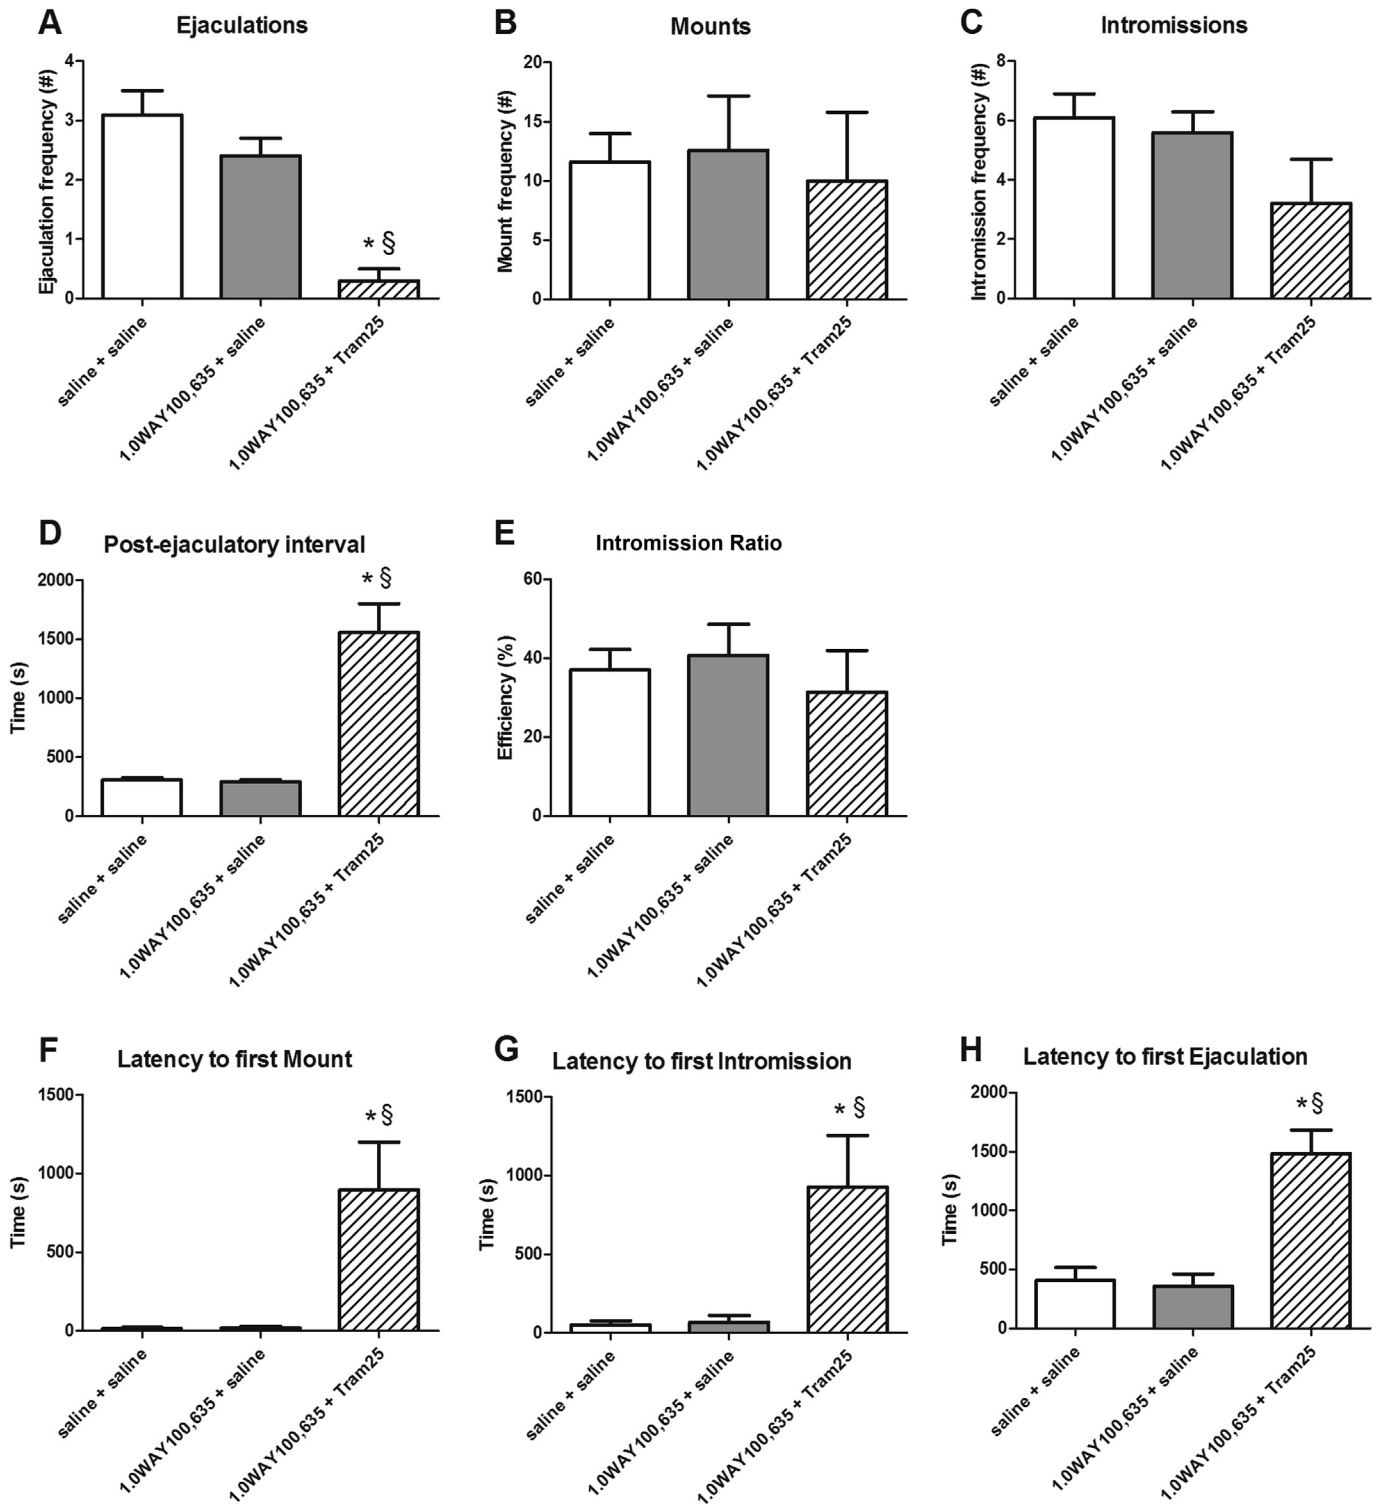 A
Ejaculations
Ejaculation frequency (#)
4
3
2
1
0
* §
saline + saline
1.0WAY100,635 + saline
1.0WAY100,635 + Tram25
B
Mounts
Mount frequency (#)
20
15
10
5
0
saline + saline
1.0WAY100,635 + saline
1.0WAY100,635 + Tram25
C
Intromissions
Intromission frequency (#)
8
6
4
2
0
saline + saline
1.0WAY100,635 + saline
1.0WAY100,635 + Tram25
D
Post-ejaculatory interval
Time (s)
2000
1500
1000
500
0
* §
saline + saline
1.0WAY100,635 + saline
1.0WAY100,635 + Tram25
E
Intromission Ratio
Efficiency (%)
60
40
20
0
saline + saline
1.0WAY100,635 + saline
1.0WAY100,635 + Tram25
F
Latency to first Mount
Time (s)
1500
1000
500
0
* §
saline + saline
1.0WAY100,635 + saline
1.0WAY100,635 + Tram25
G
Latency to first Intromission
Time (s)
1500
1000
500
0
* §
saline + saline
1.0WAY100,635 + saline
1.0WAY100,635 + Tram25
H
Latency to first Ejaculation
Time (s)
2000
1500
1000
500
0
* §
saline + saline
1.0WAY100,635 + saline
1.0WAY100,635 + Tram25